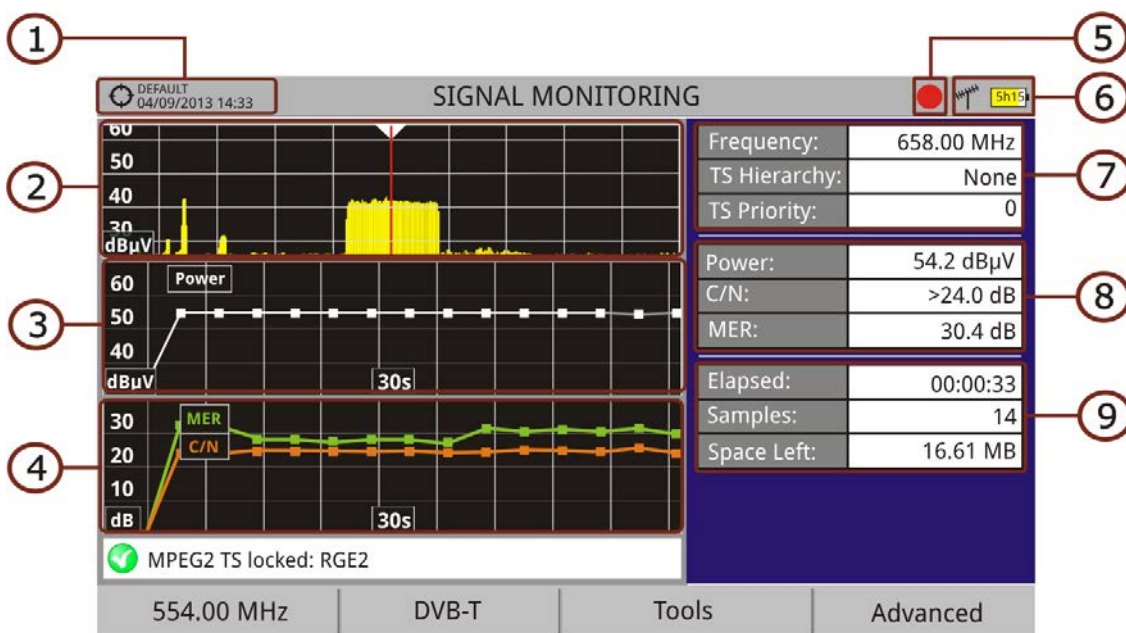 1
5
DEFAULT
04/09/2013 14:33
SIGNAL MONITORING
5h15
6
2
60
50
40
30
dBµV
Frequency: 658.00 MHz
TS Hierarchy: None
TS Priority: 0
7
3
60
Power
50
40
dBµV
30s
Power: 54.2 dBµV
C/N: >24.0 dB
MER: 30.4 dB
8
4
30
MER
20
C/N
10
dB
30s
Elapsed: 00:00:33
Samples: 14
Space Left: 16.61 MB
9
MPEG2 TS locked: RGE2
554.00 MHz
DVB-T
Tools
Advanced